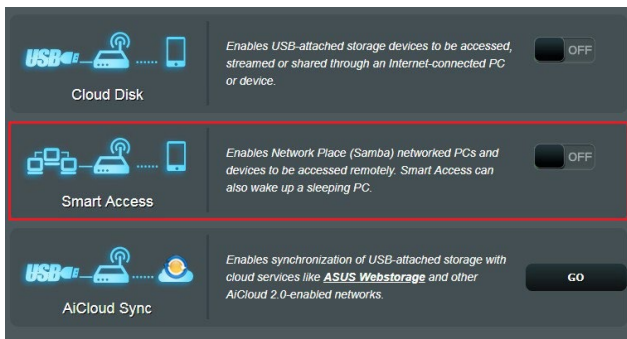 Enables USB-attached storage devices to be accessed,
streamed or shared through an Internet-connected PC
or device.
OFF
USB
Cloud Disk
Enables Network Place (Samba) networked PCs and
devices to be accessed remotely. Smart Access can
also wake up a sleeping PC.
OFF
Smart Access
Enables synchronization of USB-attached storage with
cloud services like ASUS Webstorage and other
AiCloud 2.0-enabled networks.
GO
USB
AiCloud Sync